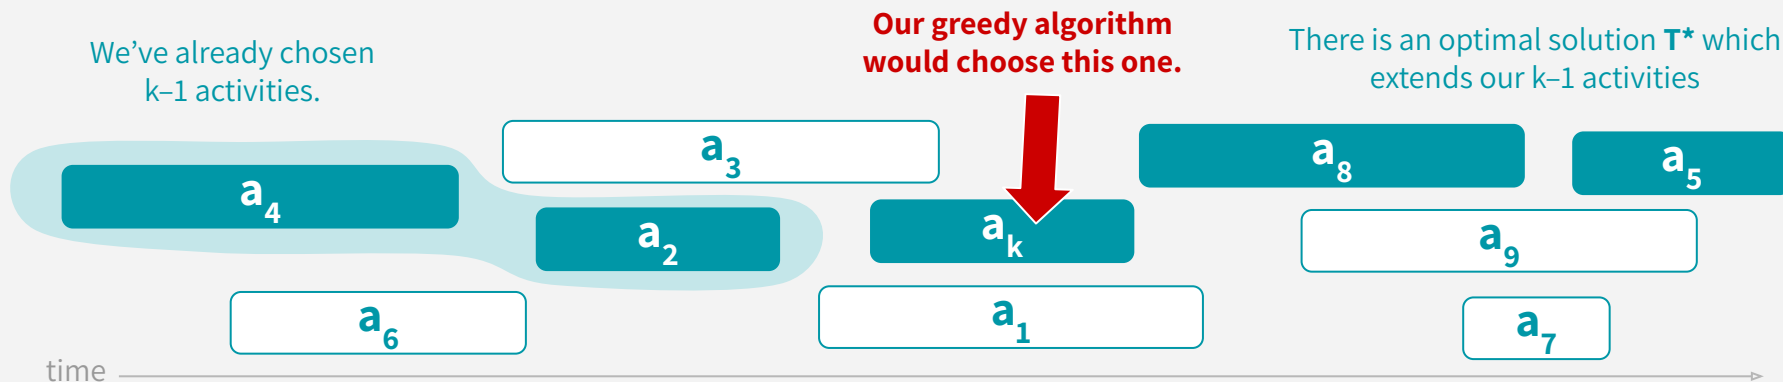 We’ve already chosen
k–1 activities.
Our greedy algorithm
would choose this one.
There is an optimal solution T* which
extends our k–1 activities
a3
a8
a5
a4
a2
ak
a9
a6
a1
a7
time